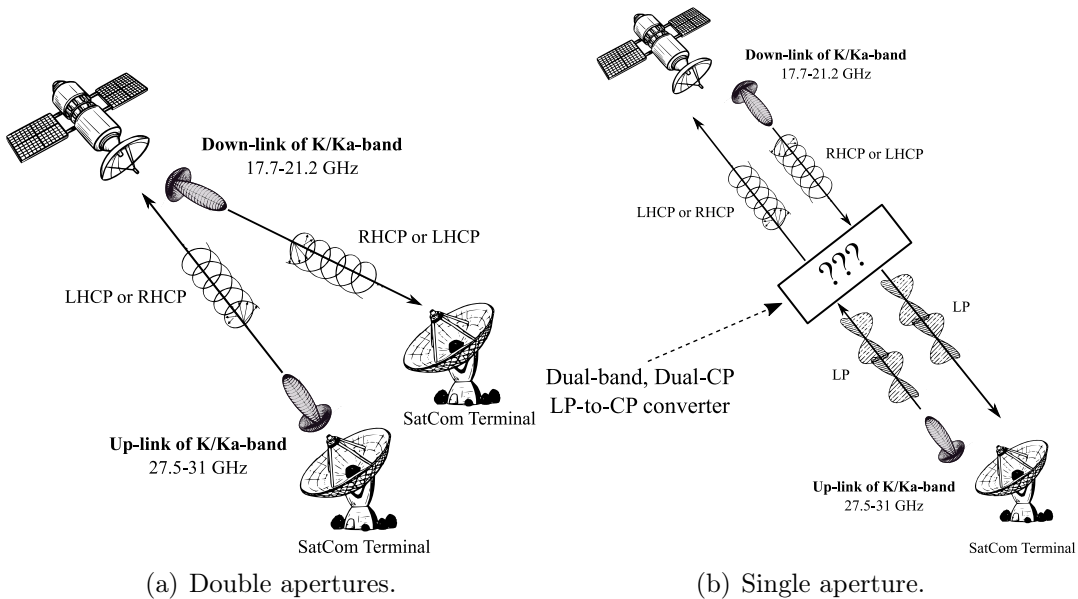 Down-link of K/Ka-band
17.7-21.2 GHz
RHCP or LHCP
LHCP or RHCP
SatCom Terminal
Up-link of K/Ka-band
27.5-31 GHz
SatCom Terminal
(a) Double apertures.
Down-link of K/Ka-band
17.7-21.2 GHz
RHCP or LHCP
LHCP or RHCP
???
LP
LP
Dual-band, Dual-CP
LP-to-CP converter
Up-link of K/Ka-band
27.5-31 GHz
SatCom Terminal
(b) Single aperture.